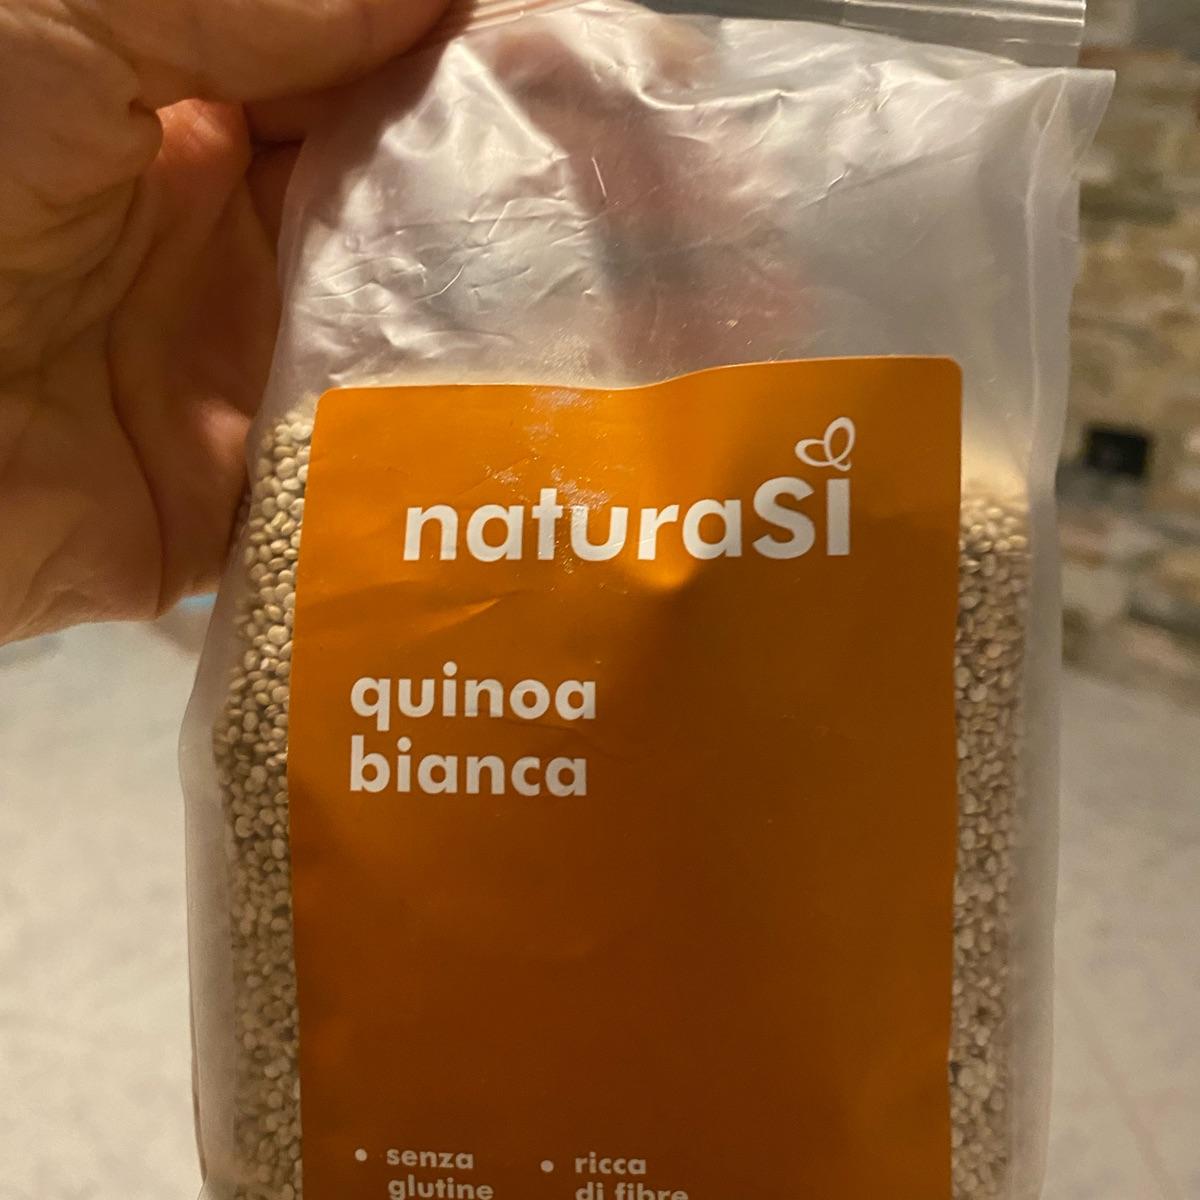 naturaSì
quinoa
bianca
• senza
glutine
• ricca
di fibre